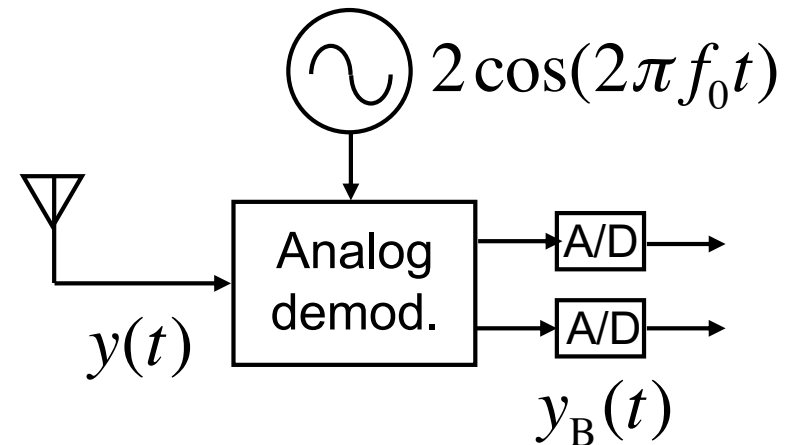 2cos(2πf₀t)
Analog
demod.
A/D
A/D
y(t)
y_B(t)